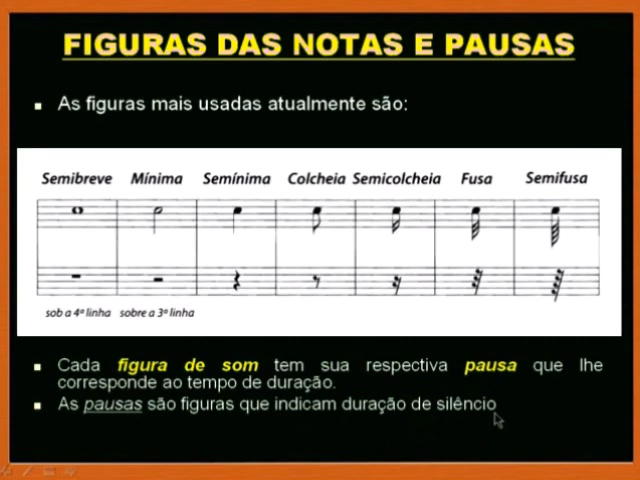 FIGURAS DAS NOTAS E PAUSAS
As figuras mais usadas atualmente são:
Semibreve Mínima Semínima Colcheia Semicolcheia Fusa Semifusa
sob a 4ª linha sobre a 3ª linha
Cada figura de som tem sua respectiva pausa que lhe
corresponde ao tempo de duração.
As pausas são figuras que indicam duração de silêncio